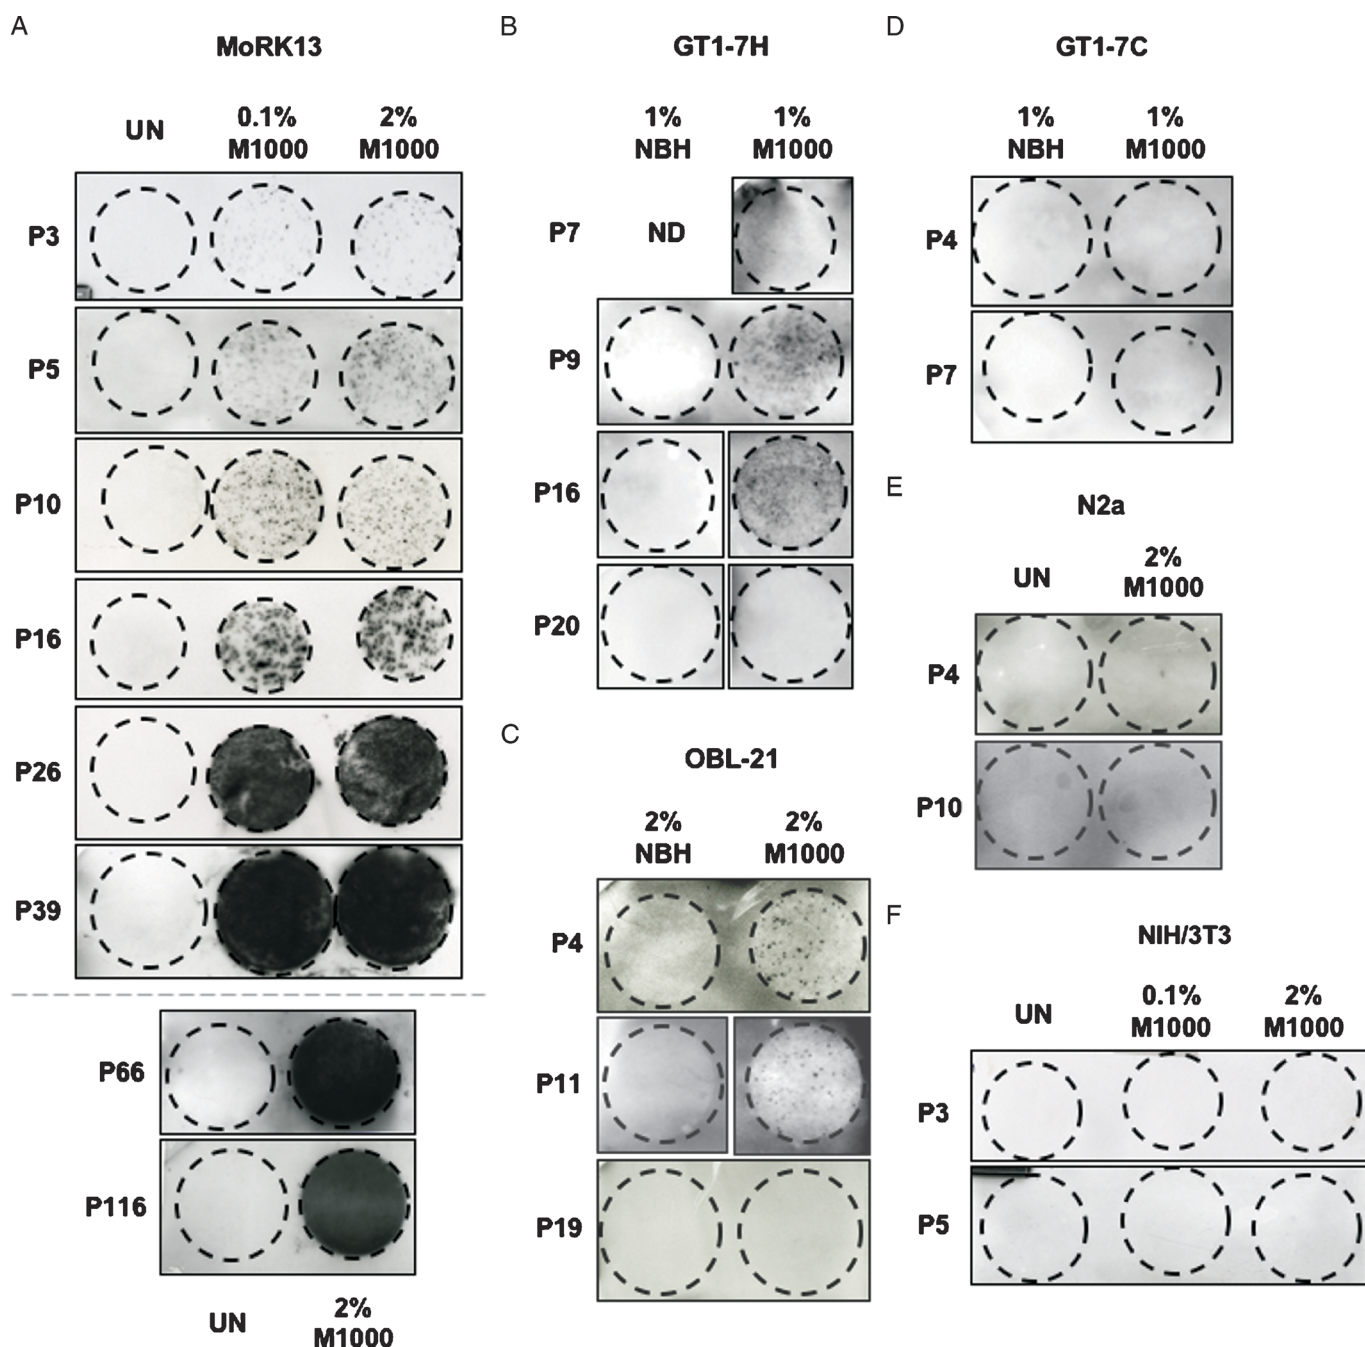 A
MoRK13
UN
0.1%
M1000
2%
M1000
P3
P5
P10
P16
P26
P39
P66
P116
UN
2%
M1000
B
GT1-7H
1%
NBH
1%
M1000
P7
ND
P9
P16
P20
C
OBL-21
2%
NBH
2%
M1000
P4
P11
P19
D
GT1-7C
1%
NBH
1%
M1000
P4
P7
E
N2a
UN
2%
M1000
P4
P10
F
NIH/3T3
UN
0.1%
M1000
2%
M1000
P3
P5